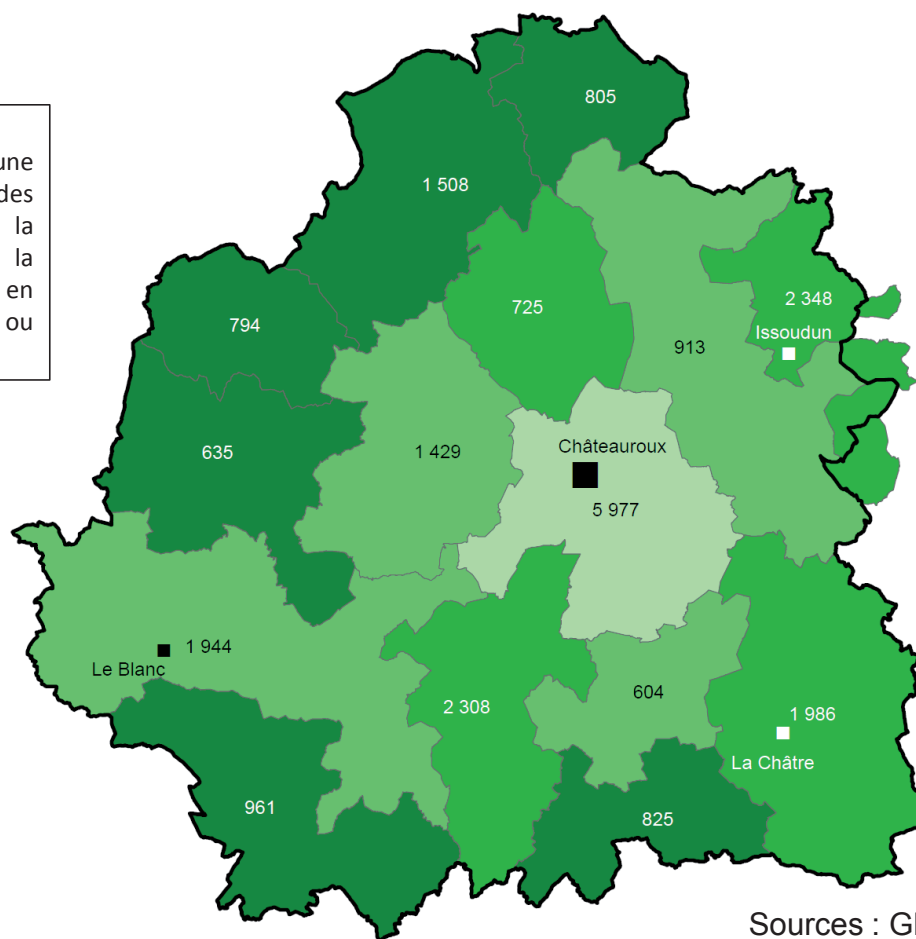 une
des
la
la
en
ou
805
1 508
2 348
Issoudun
725
913
794
635
1 429
Châteauroux
5 977
1 944
Le Blanc
604
2 308
1 986
La Châtre
961
825
Sources :